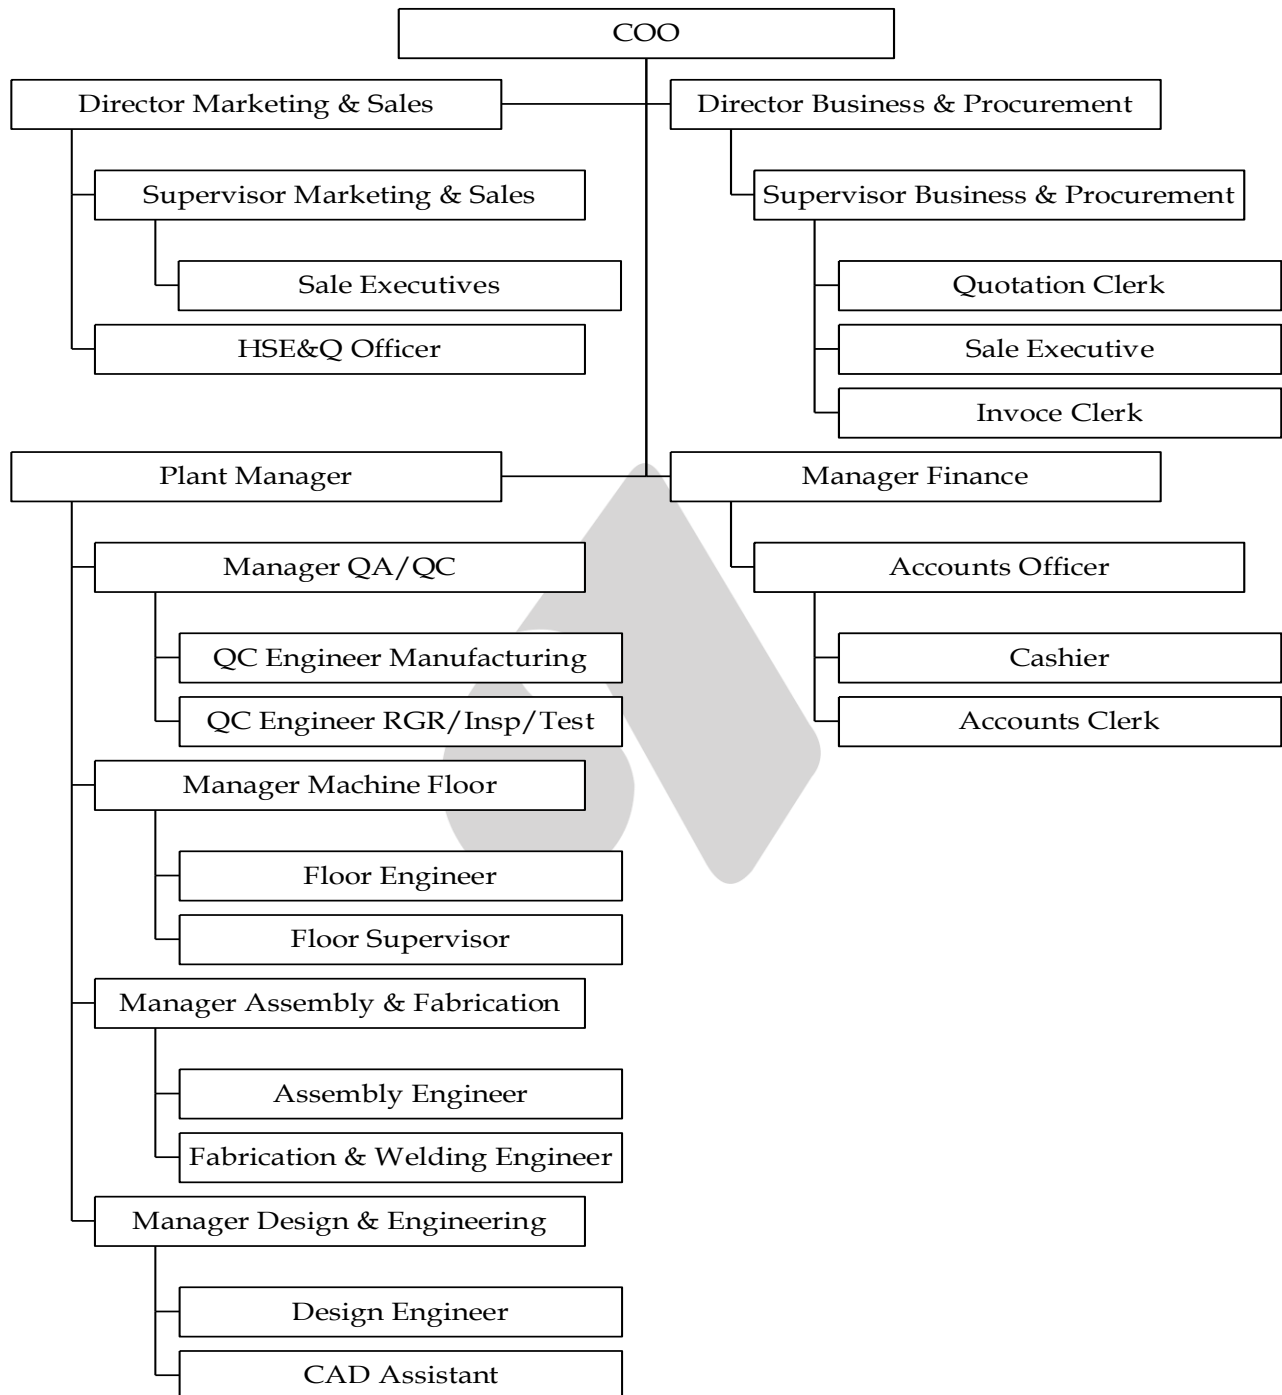 COO
Director Marketing & Sales
Director Business & Procurement
Supervisor Marketing & Sales
Supervisor Business & Procurement
Sale Executives
Quotation Clerk
HSE&Q Officer
Sale Executive
Invoce Clerk
Plant Manager
Manager Finance
Manager QA/QC
Accounts Officer
QC Engineer Manufacturing
Cashier
QC Engineer RGR/Insp/Test
Accounts Clerk
Manager Machine Floor
Floor Engineer
Floor Supervisor
Manager Assembly & Fabrication
Assembly Engineer
Fabrication & Welding Engineer
Manager Design & Engineering
Design Engineer
CAD Assistant